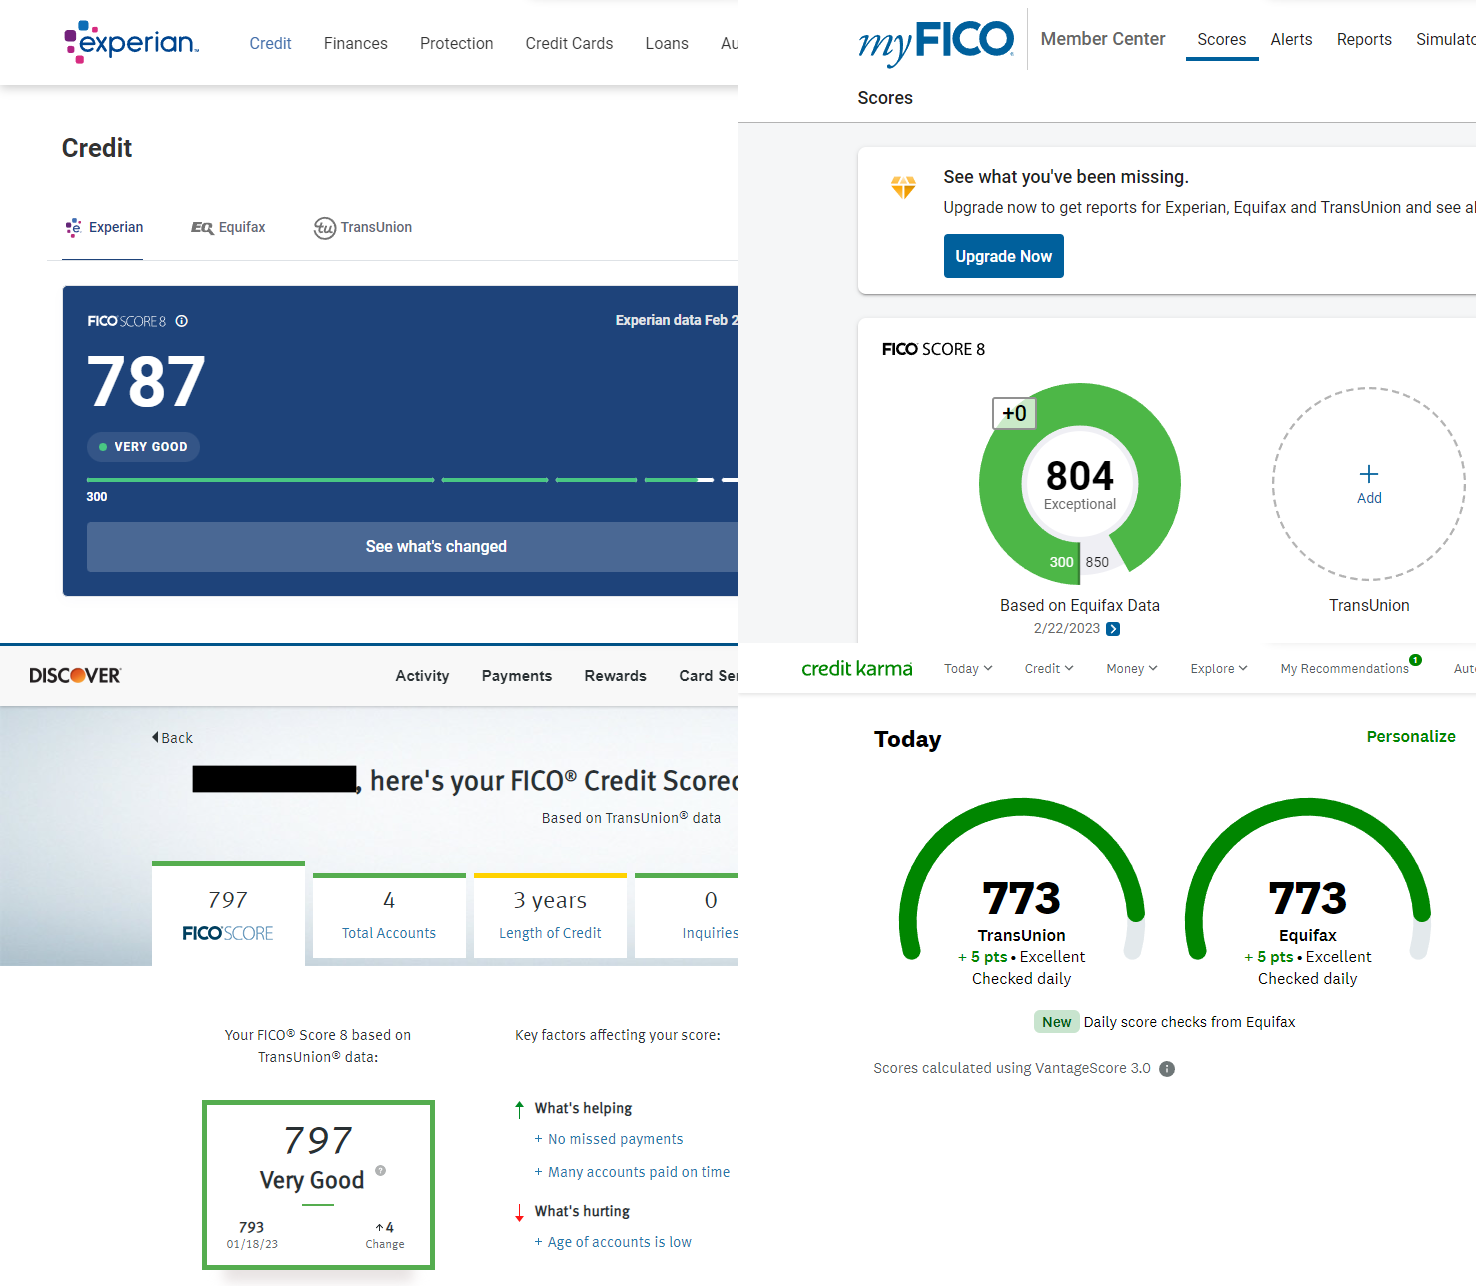 experian.
Credit
Finances
Protection
Credit Cards
Loans
Credit
Experian
EQ Equifax
tu TransUnion
FICO SCORE 8
Experian data Feb 2
787
VERY GOOD
300
See what's changed
myFICO
Member Center
Scores
Alerts
Reports
Scores
See what you've been missing.
Upgrade now to get reports for Experian, Equifax and TransUnion and see
Upgrade Now
FICO SCORE 8
+0
804
Exceptional
300
850
Based on Equifax Data
2/22/2023
+
Add
TransUnion
DISCOVER
Activity
Payments
Rewards
Card
Back
, here's your FICO® Credit
Based on TransUnion® data
797
FICO SCORE
4
Total Accounts
3 years
Length of Credit
0
Inquiries
Your FICO® Score 8 based on
TransUnion® data:
797
Very Good
793
01/18/23
4
Change
Key factors affecting your score:
What's helping
+ No missed payments
+ Many accounts paid on time
What's hurting
+ Age of accounts is low
credit karma
Today
Credit
Money
Explore
My Recommendations
1
Today
Personalize
773
TransUnion
+ 5 pts • Excellent
Checked daily
773
Equifax
+ 5 pts • Excellent
Checked daily
New Daily score checks from Equifax
Scores calculated using VantageScore 3.0